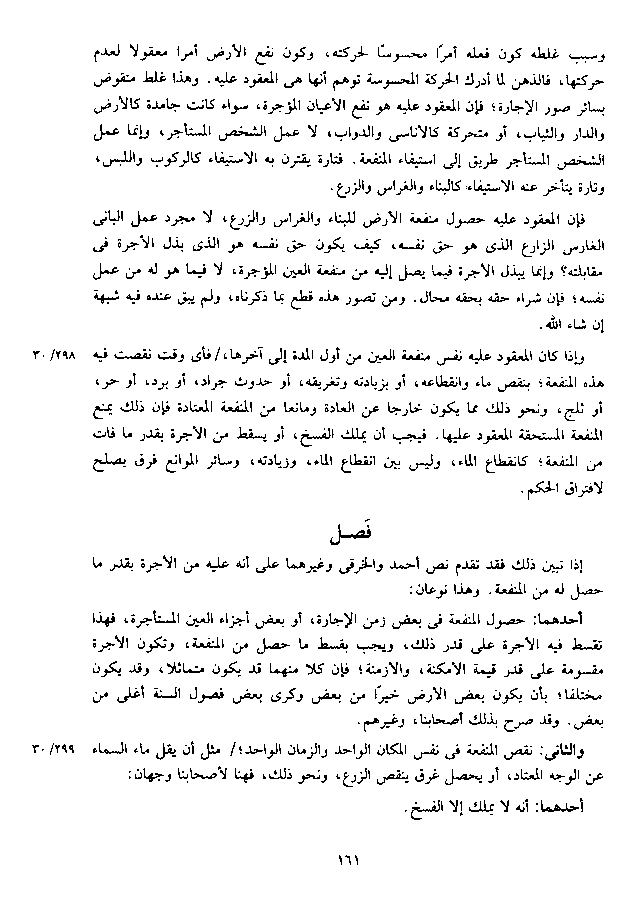 وسبب غلطه كون فعله أمرًا محسوسًا لحركته، وكون نفع الأرض أمرا معقولا لعدم
حركتها، فالذهن لما أدرك الحركة المحسوسة توهم أنها هى المعقود عليه. وهذا غلط منقوض
بسائر صور الإجارة؛ فإن المعقود عليه هو نفع الأعيان المؤجرة، سواء كانت جامدة كالأرض
والدار والثياب، أو متحركة كالأناسى والدواب، لا عمل الشخص المستأجر، وإنما عمل
الشخص المستأجر طريق إلى استيفاء المنفعة. فتارة يقترن به الاستيفاء كالركوب واللبس،
وتارة يتأخر عنه الاستيفاء كالبناء والغراس والزرع.
فإن المعقود عليه حصول منفعة الأرض للبناء والغراس والزرع، لا مجرد عمل البانى
الغارس الزارع الذى هو حق نفسه، كيف يكون حق نفسه هو الذى بذل الأجرة فى
مقابلته؟ وإنما يبذل الأجرة فيما يصل إليه من منفعة العين المؤجرة، لا فيما هو له من عمل
نفسه؛ فإن شراء حقه بحقه محال. ومن تصور هذه قطع بما ذكرناه، ولم يبق عنده فيه شبهة
إن شاء الله.
وإذا كان المعقود عليه نفس منفعة العين من أول المدة إلى آخرها،/ فأى وقت نقصت فيه ٣٠/٢٩٨
هذه المنفعة؛ بنقص ماء وانقطاعه، أو بزيادته وتغريقه، أو حدوث جراد، أو برد، أو حر،
أو ثلج، ونحو ذلك مما يكون خارجا عن العادة ومانعا من المنفعة المعتادة فإن ذلك يمنع
المنفعة المستحقة المعقود عليها. فيجب أن يملك الفسخ، أو يسقط من الأجرة بقدر ما فات
من المنفعة؛ كانقطاع الماء، وليس بين انقطاع الماء، وزيادته، وسائر الموانع فرق يصلح
لافتراق الحكم.
فَصـل
إذا تبين ذلك فقد تقدم نص أحمد والخرقى وغيرهما على أنه عليه من الأجرة بقدر ما
حصل له من المنفعة. وهذا نوعان:
أحدهما: حصول المنفعة فى بعض زمن الإجارة، أو بعض أجزاء العين المستأجرة، فهذا
تقسط فيه الأجرة على قدر ذلك، ويجب بقسط ما حصل من المنفعة، وتكون الأجرة
مقسومة على قدر قيمة الأمكنة، والأزمنة؛ فإن كلا منهما قد يكون متماثلا، وقد يكون
مختلفا؛ بأن يكون بعض الأرض خيرًا من بعض وكرى بعض فصول السنة أغلى من
بعض. وقد صرح بذلك أصحابنا، وغيرهم.
والثانى: نقص المنفعة فى نفس المكان الواحد والزمان الواحد؛/ مثل أن يقل ماء السماء ٣٠/٢٩٩
عن الوجه المعتاد، أو يحصل غرق ينقص الزرع، ونحو ذلك، فهنا لأصحابنا وجهان:
أحدهما: أنه لا يملك إلا الفسخ.
١٦١